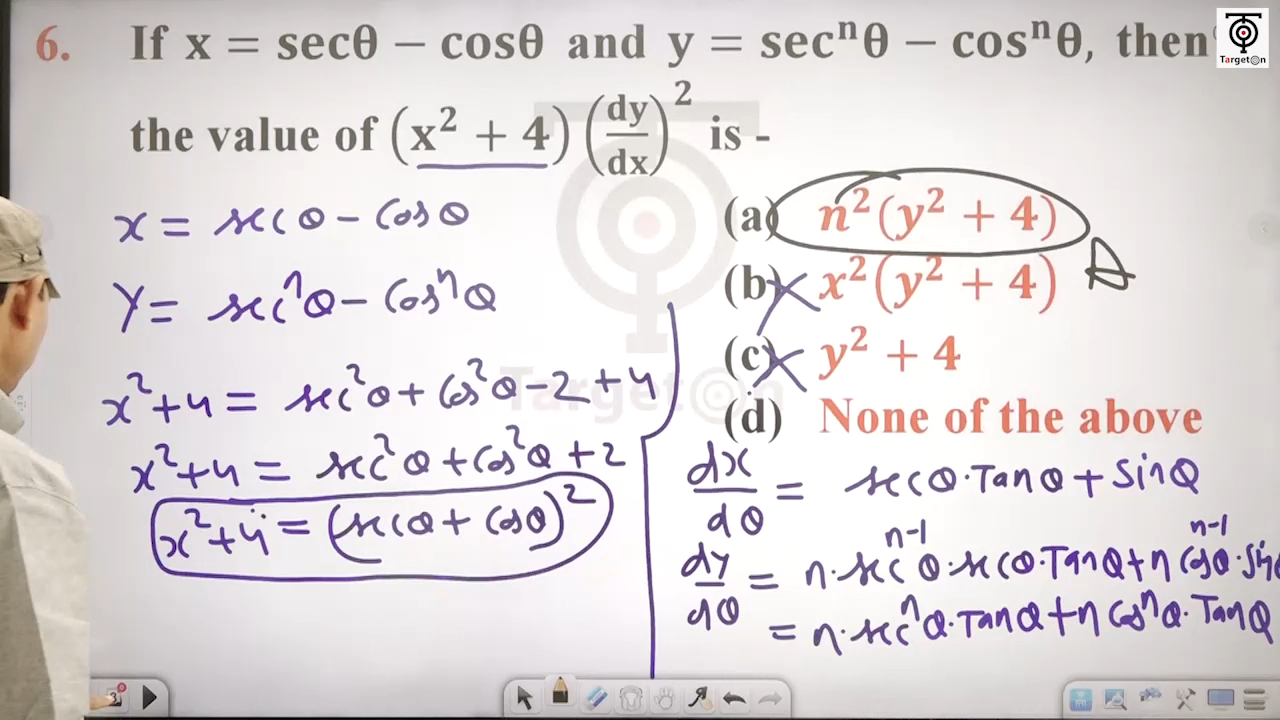 6. If x = secθ − cosθ and y = secⁿθ − cosⁿθ, then
the value of (x² + 4) (dy/dx)² is -
(a) n²(y² + 4)
(b) x²(y² + 4)
(c) y² + 4
(d) None of the above
x = secθ − Cosθ
Y = secⁿθ − Cosⁿθ
x²+4 = sec²θ + Cos²θ − 2 + 4
x²+4 = sec²θ + Cos²θ + 2
x²+4 = (secθ + Cosθ)²
dx/dθ = secθ·Tanθ + Sinθ
dy/dθ = n·secⁿ⁻¹θ·secθ·Tanθ + n Cosⁿ⁻¹θ·Sin
= n·secⁿθ·Tanθ + n Cosⁿθ·Tanθ
TargetOn
TargetOn